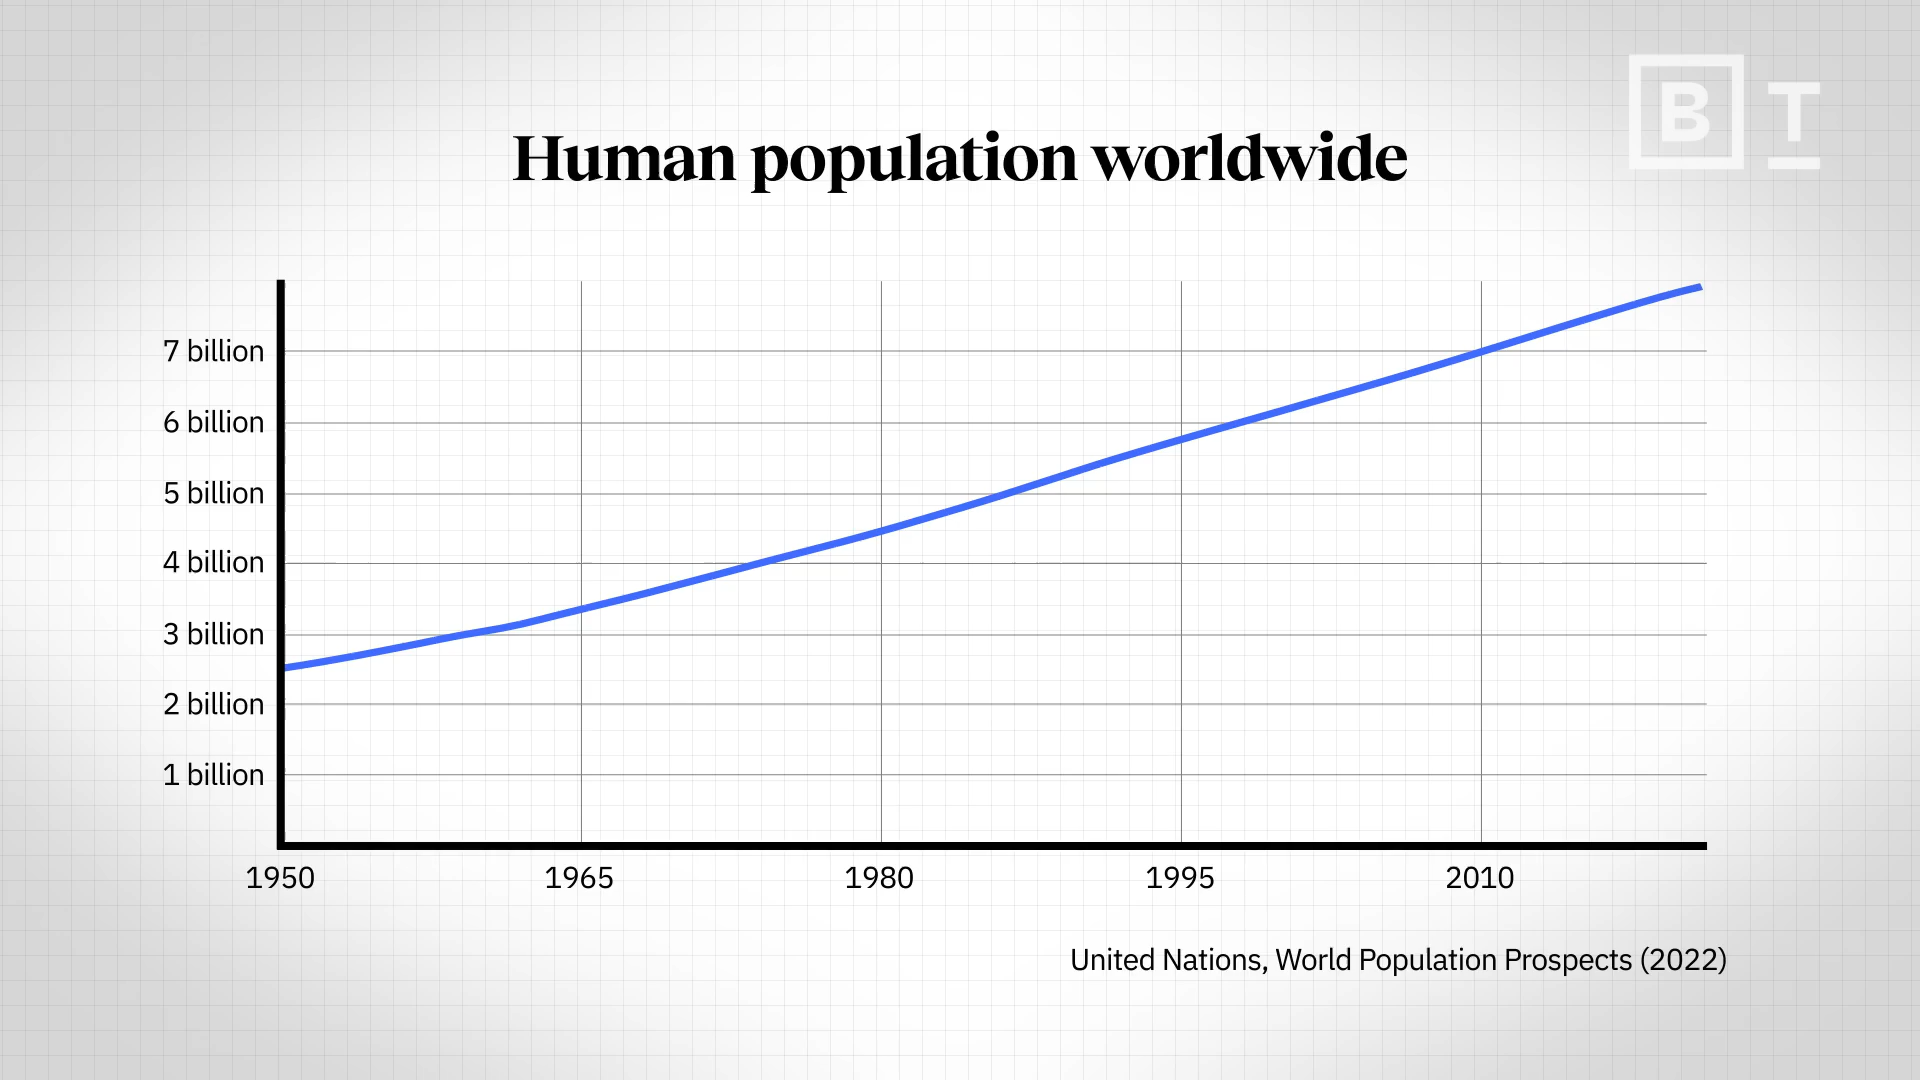 B T
Human population worldwide
7 billion
6 billion
5 billion
4 billion
3 billion
2 billion
1 billion
1950 1965 1980 1995 2010
United Nations, World Population Prospects (2022)